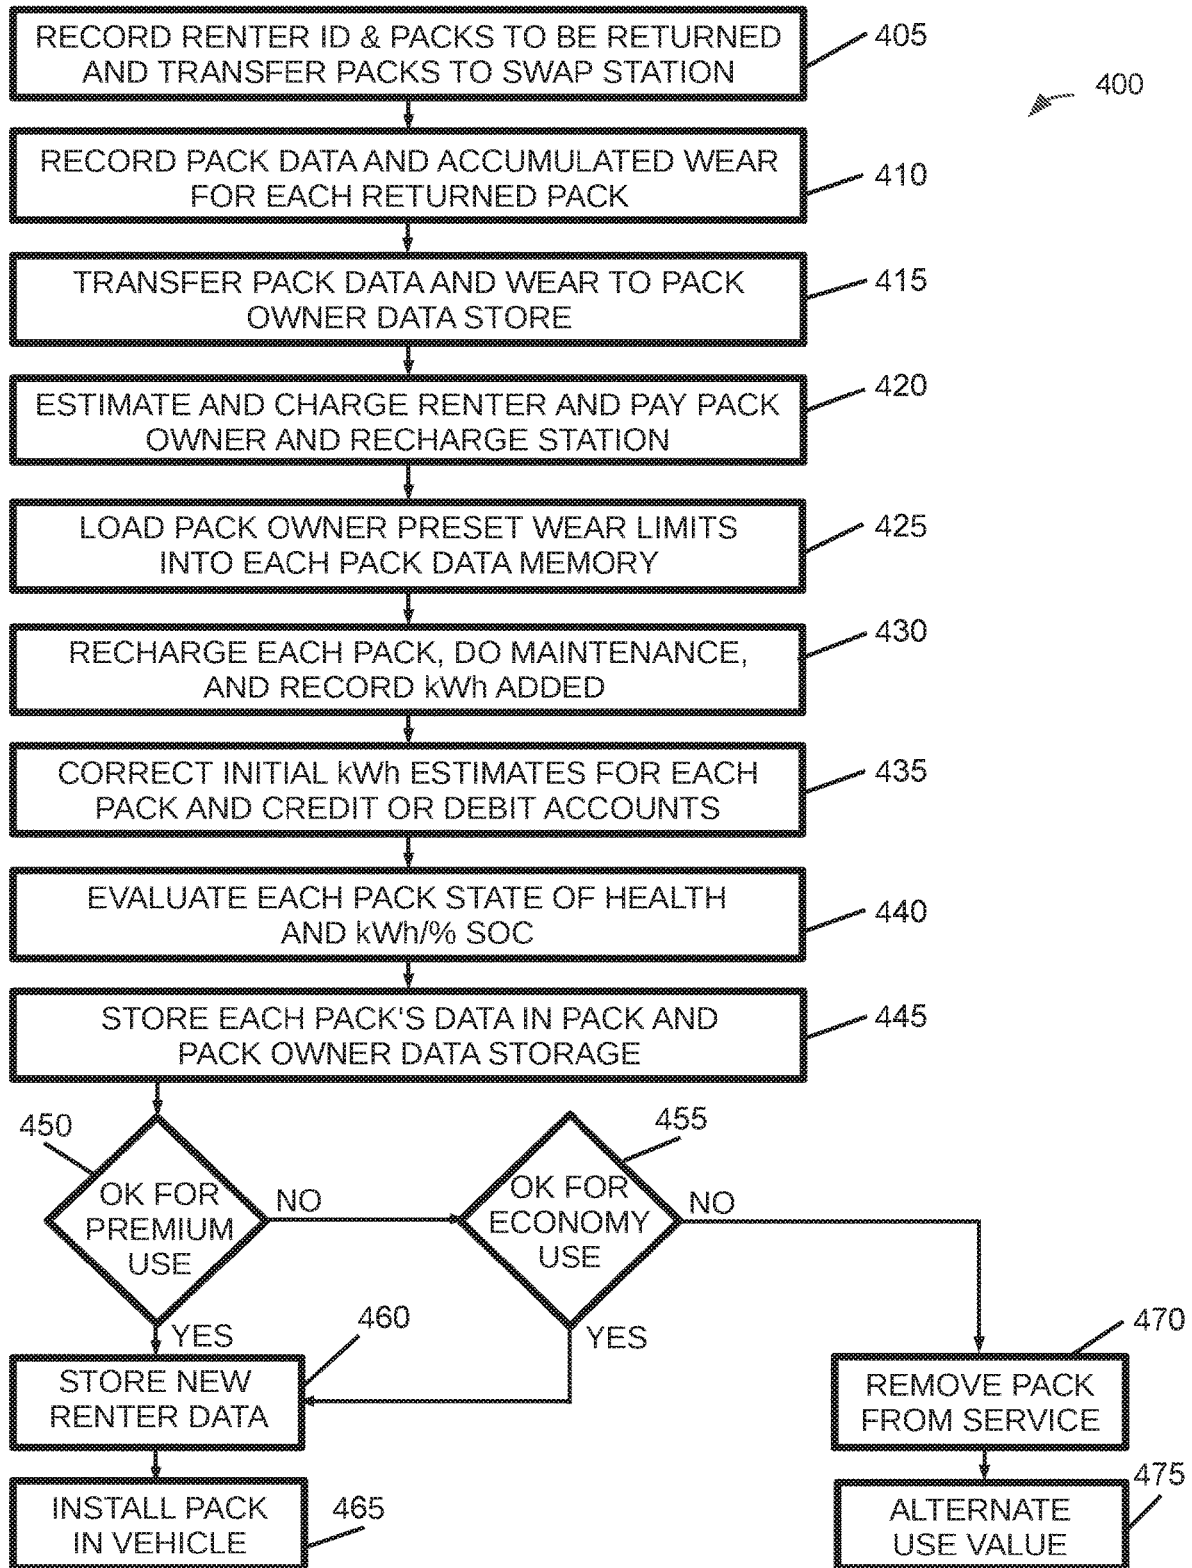 RECORD RENTER ID & PACKS TO BE RETURNED
AND TRANSFER PACKS TO SWAP STATION
405
400
RECORD PACK DATA AND ACCUMULATED WEAR
FOR EACH RETURNED PACK
410
TRANSFER PACK DATA AND WEAR TO PACK
OWNER DATA STORE
415
ESTIMATE AND CHARGE RENTER AND PAY PACK
OWNER AND RECHARGE STATION
420
LOAD PACK OWNER PRESET WEAR LIMITS
INTO EACH PACK DATA MEMORY
425
RECHARGE EACH PACK, DO MAINTENANCE,
AND RECORD kWh ADDED
430
CORRECT INITIAL kWh ESTIMATES FOR EACH
PACK AND CREDIT OR DEBIT ACCOUNTS
435
EVALUATE EACH PACK STATE OF HEALTH
AND kWh/% SOC
440
STORE EACH PACK'S DATA IN PACK AND
PACK OWNER DATA STORAGE
445
450
OK FOR
PREMIUM
USE
NO
455
OK FOR
ECONOMY
USE
NO
YES
YES
460
STORE NEW
RENTER DATA
470
REMOVE PACK
FROM SERVICE
INSTALL PACK
IN VEHICLE
465
475
ALTERNATE
USE VALUE